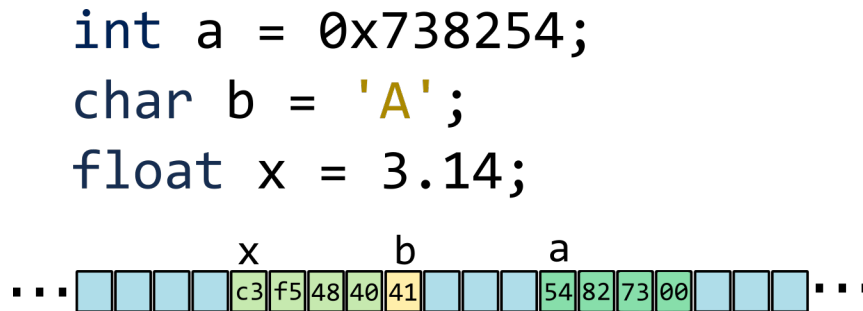 int a = 0x738254;
char b = 'A';
float x = 3.14;
x b a
... c3 f5 48 40 41 54 82 73 00 ...